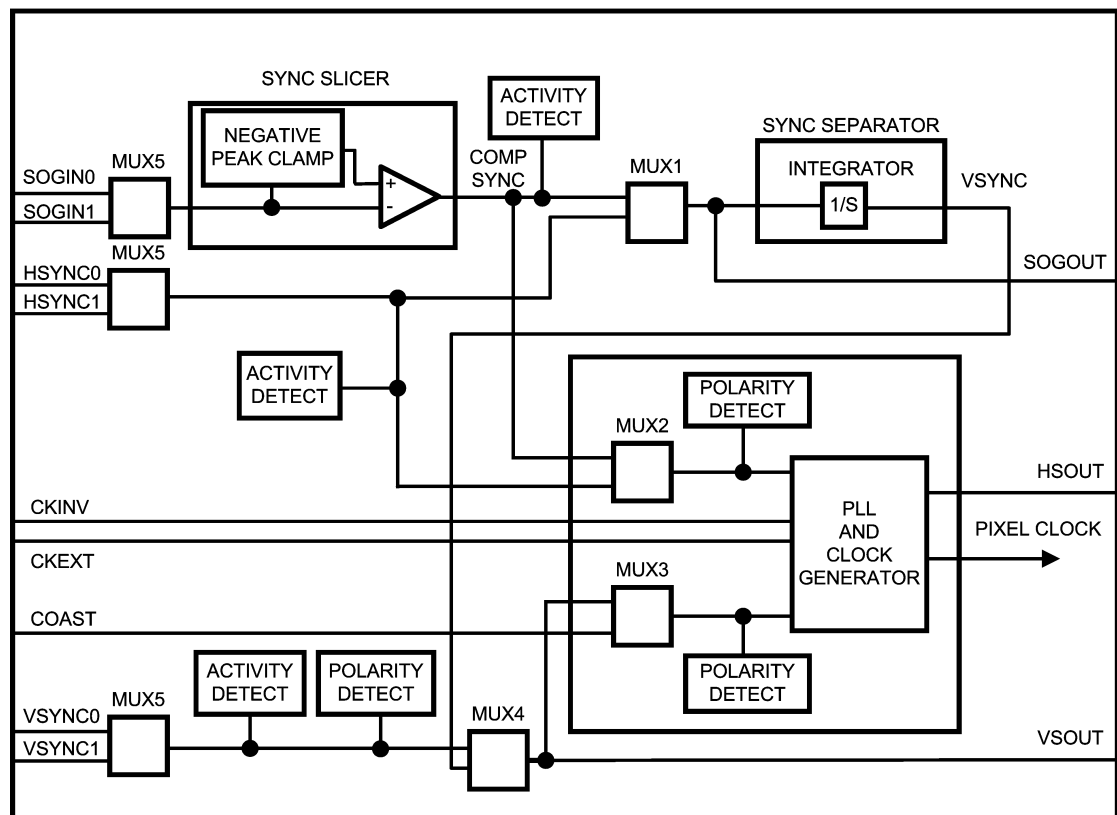 SYNC SLICER
ACTIVITY
DETECT
NEGATIVE
PEAK CLAMP
SYNC SEPARATOR
MUX5
COMP
SYNC
MUX1
INTEGRATOR
VSYNC
SOGIN0
SOGIN1
+
-
1/S
MUX5
HSYNC0
HSYNC1
SOGOUT
ACTIVITY
DETECT
POLARITY
DETECT
MUX2
HSOUT
CKINV
PLL
AND
CLOCK
GENERATOR
PIXEL CLOCK
CKEXT
MUX3
COAST
ACTIVITY
DETECT
POLARITY
DETECT
POLARITY
DETECT
MUX5
MUX4
VSYNC0
VSYNC1
VSOUT